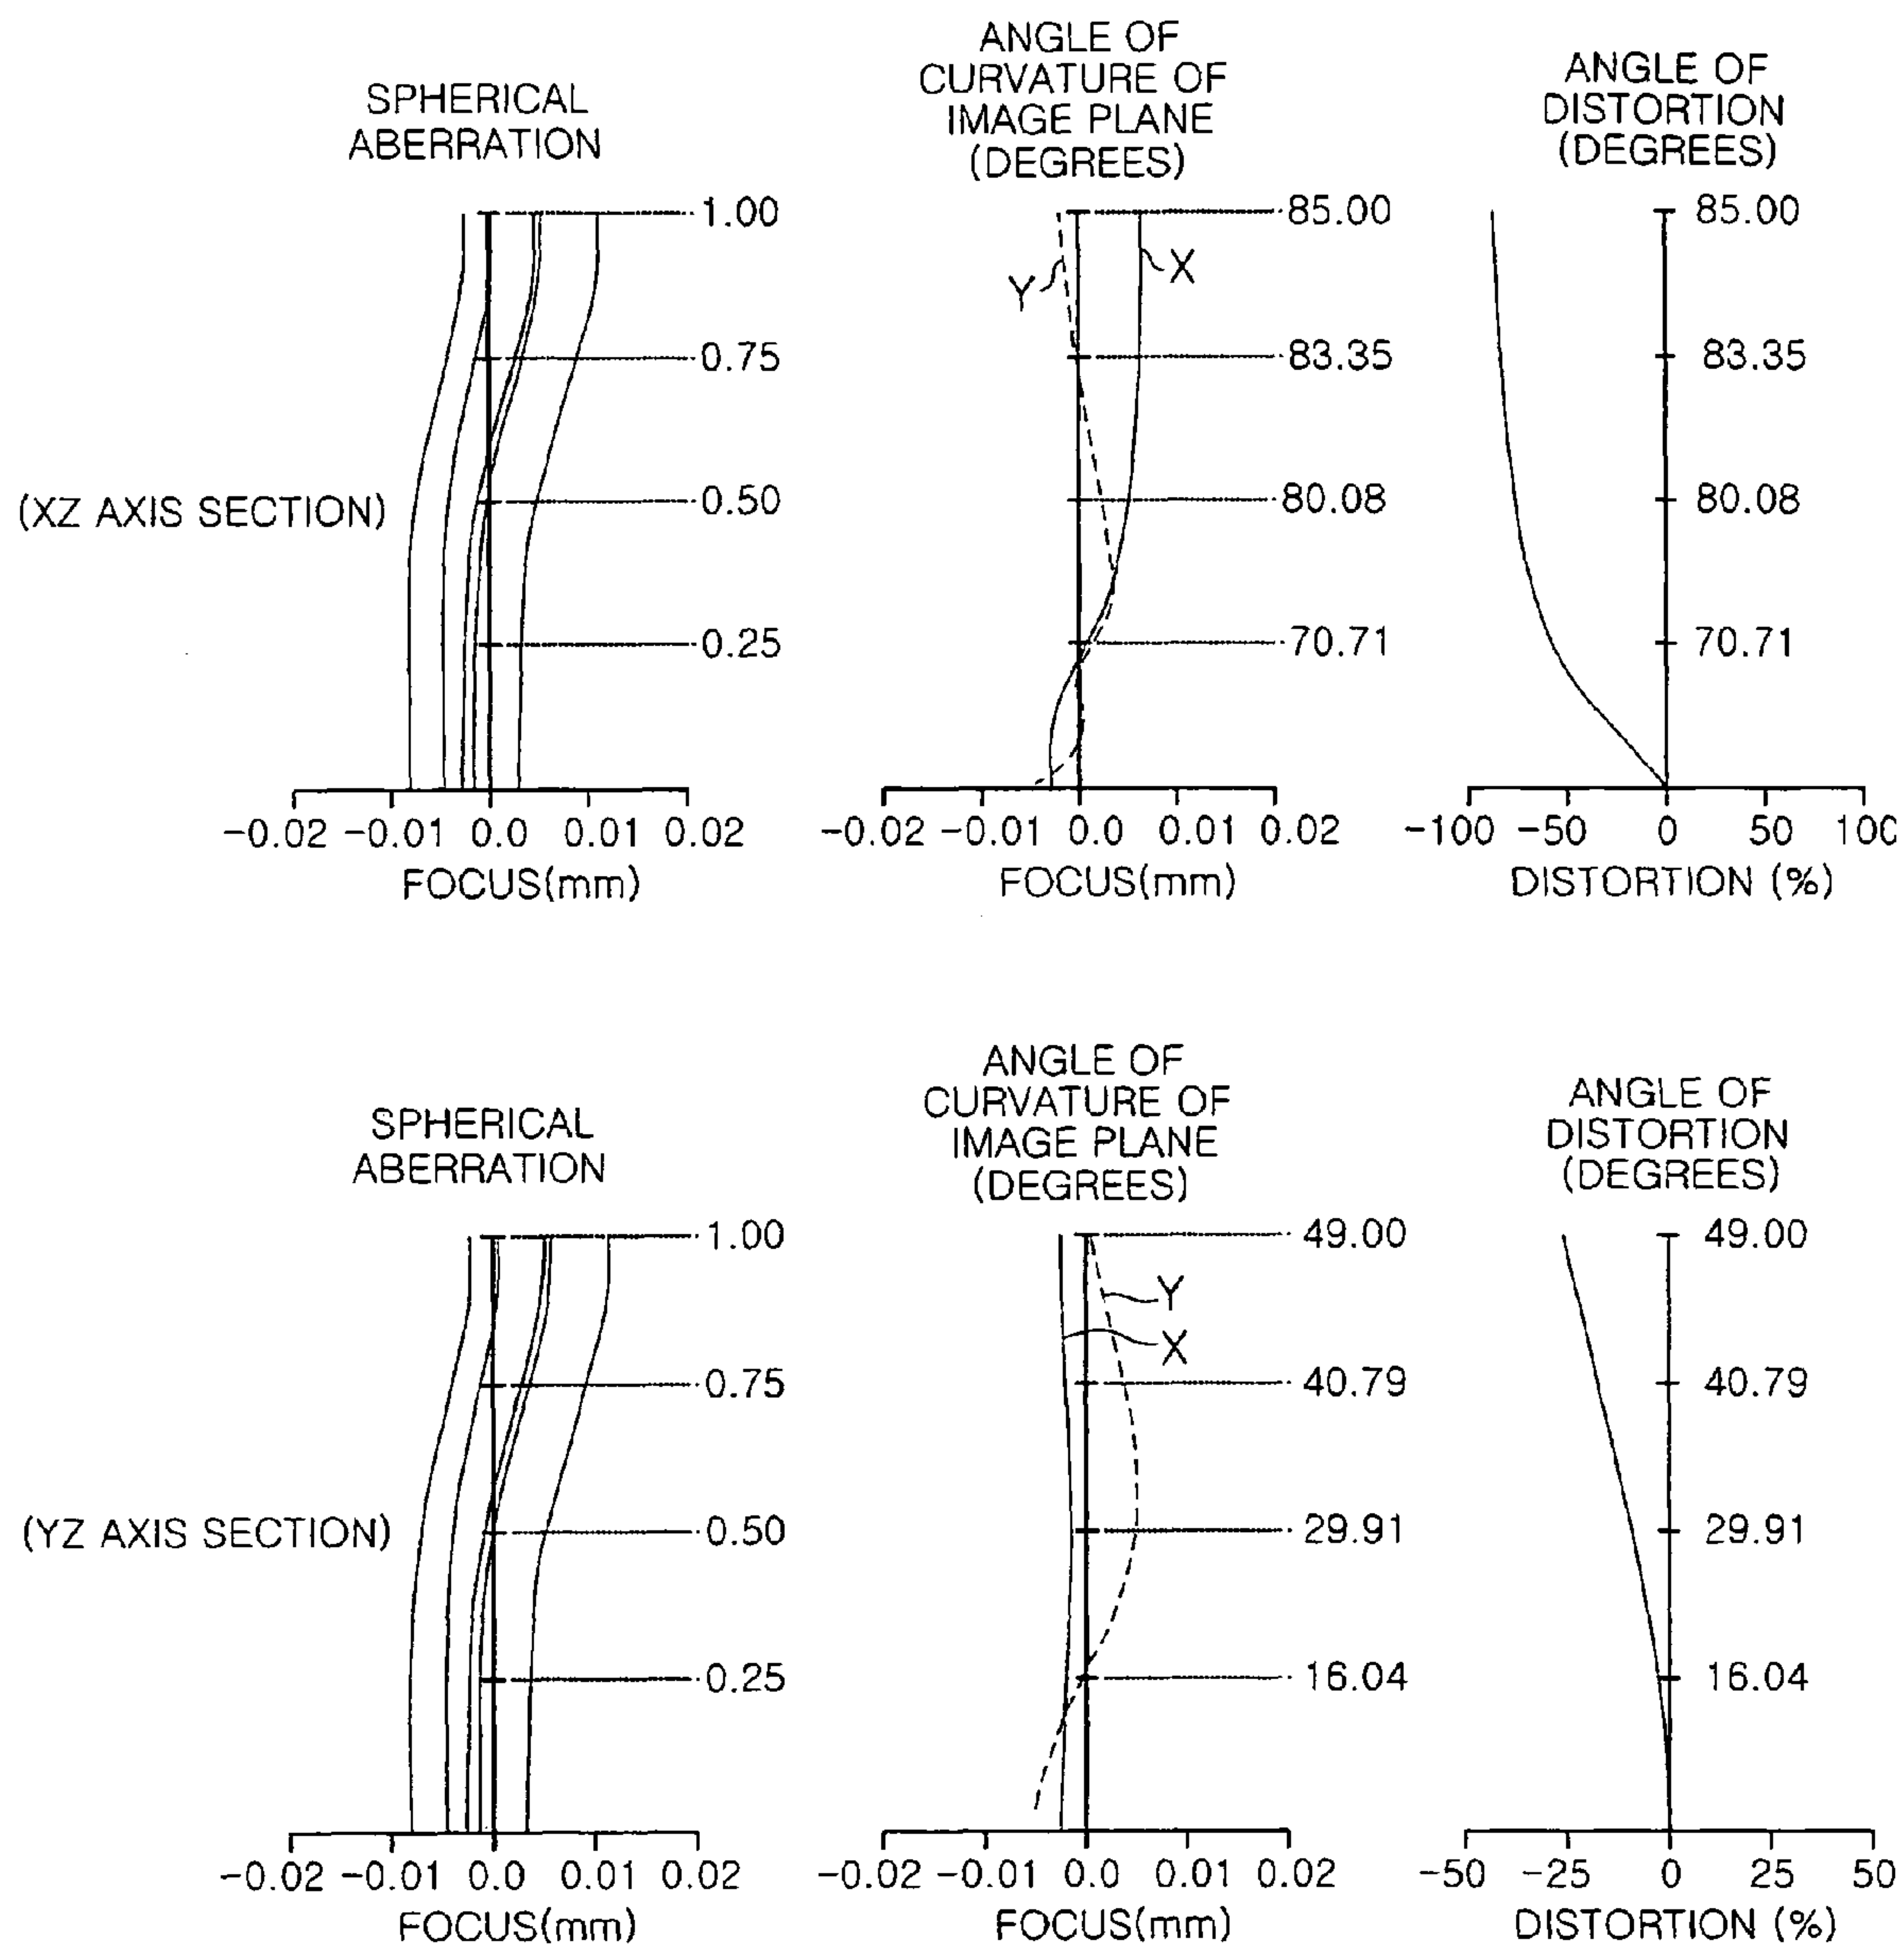 SPHERICAL
ABERRATION
1.00
0.75
(XZ AXIS SECTION)
0.50
0.25
-0.02 -0.01 0.0 0.01 0.02
FOCUS(mm)
ANGLE OF
CURVATURE OF
IMAGE PLANE
(DEGREES)
85.00
Y
X
83.35
80.08
70.71
-0.02 -0.01 0.0 0.01 0.02
FOCUS(mm)
ANGLE OF
DISTORTION
(DEGREES)
85.00
83.35
80.08
70.71
-100 -50 0 50 100
DISTORTION (%)
SPHERICAL
ABERRATION
1.00
0.75
(YZ AXIS SECTION)
0.50
0.25
-0.02 -0.01 0.0 0.01 0.02
FOCUS(mm)
ANGLE OF
CURVATURE OF
IMAGE PLANE
(DEGREES)
49.00
Y
X
40.79
29.91
16.04
-0.02 -0.01 0.0 0.01 0.02
FOCUS(mm)
ANGLE OF
DISTORTION
(DEGREES)
49.00
40.79
29.91
16.04
-50 -25 0 25 50
DISTORTION (%)